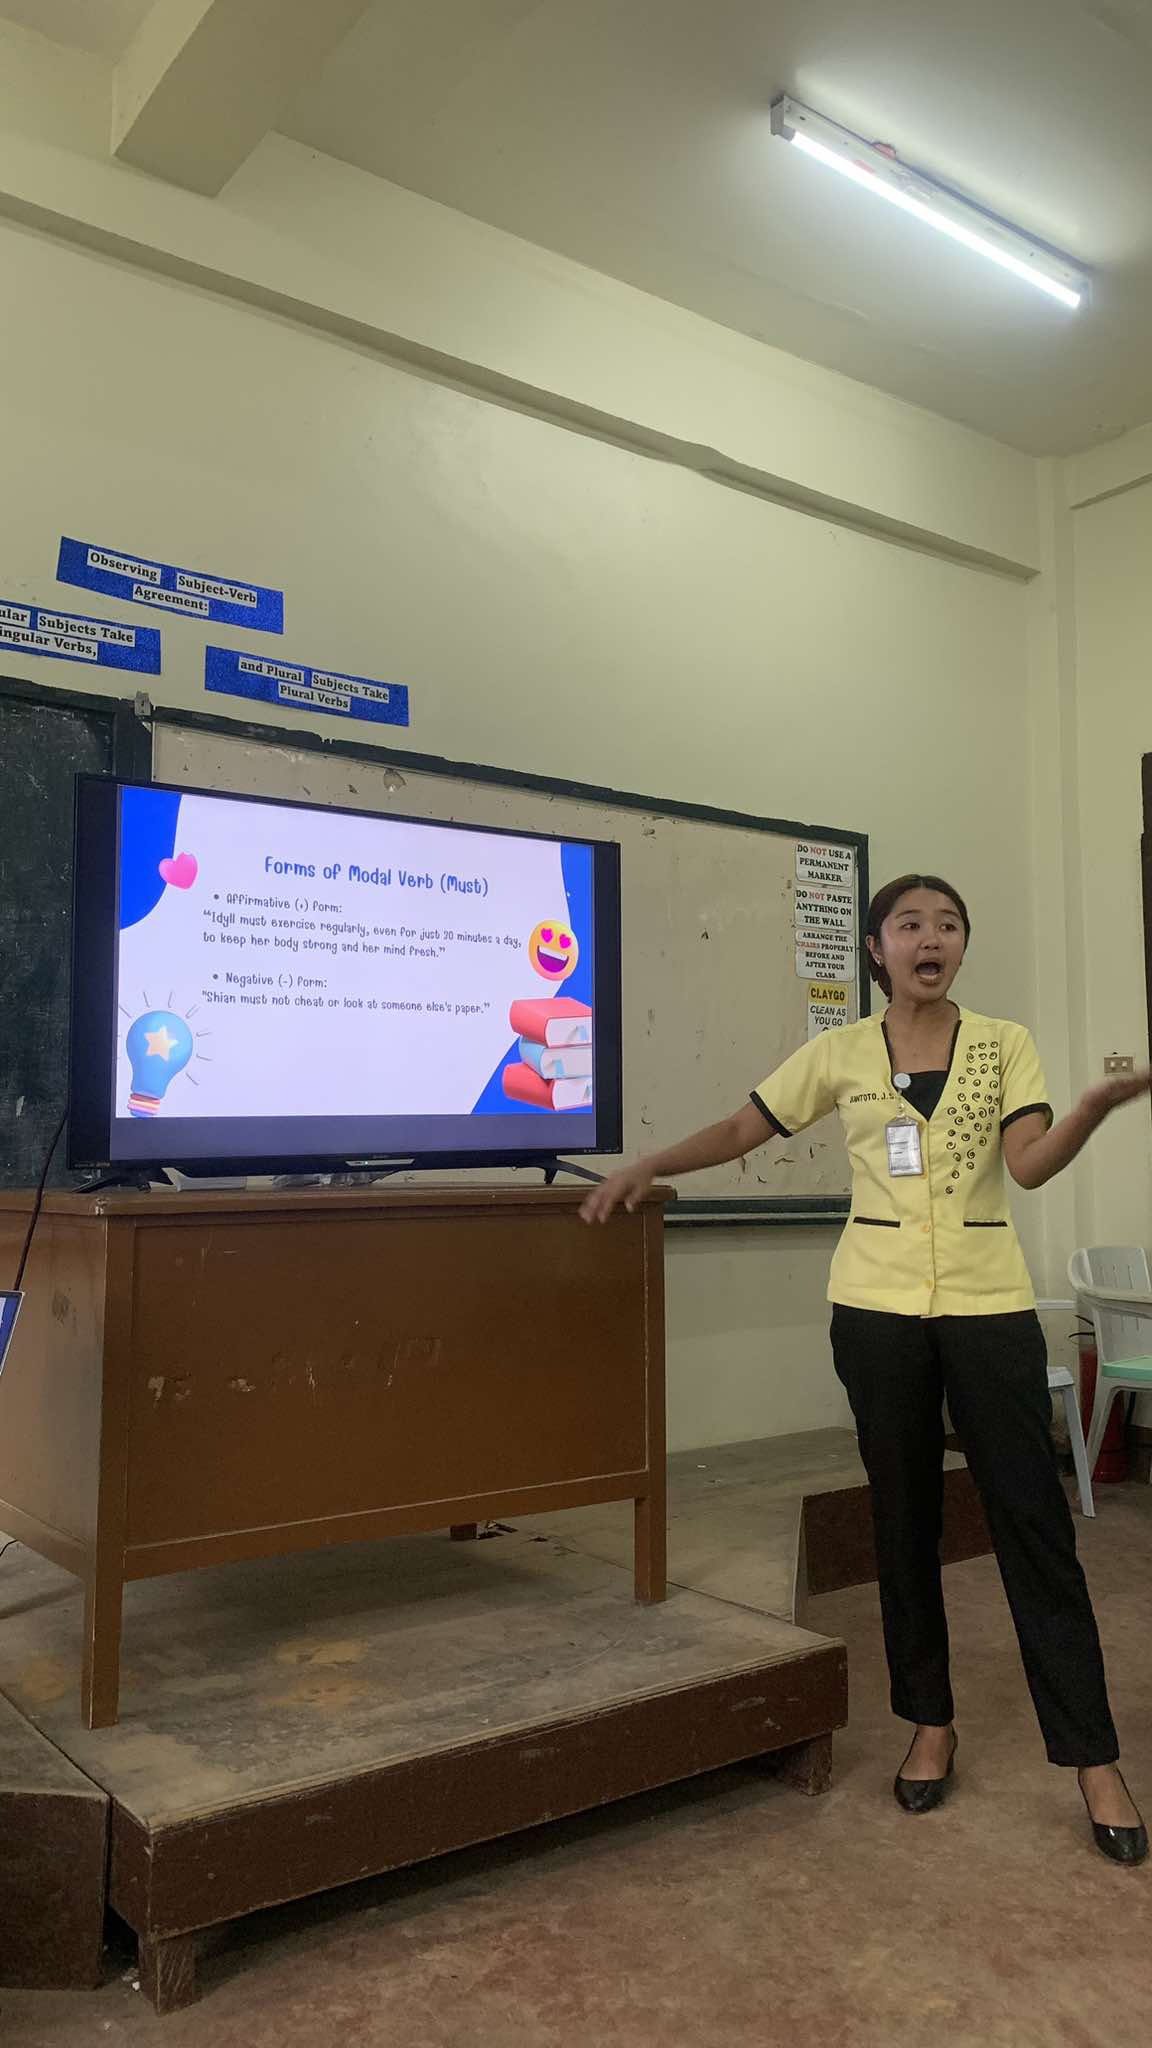 Observing Subject-Verb
Agreement:
ular Subjects Take
ingular Verbs,
and Plural Subjects Take
Plural Verbs
Forms of Modal Verb (Must)
• Affirmative (+) form:
“Idyll must exercise regularly, even for just 20 minutes a day,
to keep her body strong and her mind fresh.”
• Negative (-) form:
"Shian must not cheat or look at someone else's paper."
DO NOT USE A
PERMANENT
MARKER
DO NOT PASTE
ANYTHING ON
THE WALL.
ARRANGE THE
CHAIRS PROPERLY
BEFORE AND
AFTER YOUR
CLASS.
CLAYGO
CLEAN AS
YOU GO